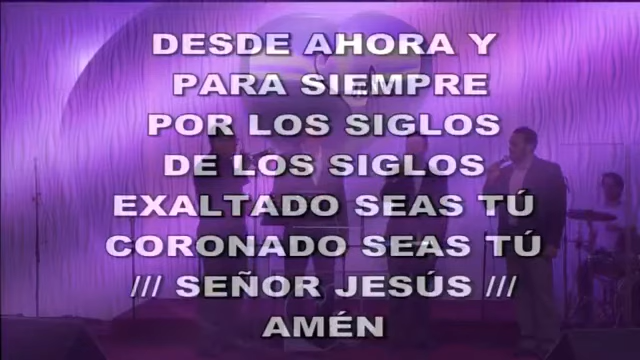 DESDE AHORA Y
PARA SIEMPRE
POR LOS SIGLOS
DE LOS SIGLOS
EXALTADO SEAS TÚ
CORONADO SEAS TÚ
/// SEÑOR JESÚS ///
AMÉN